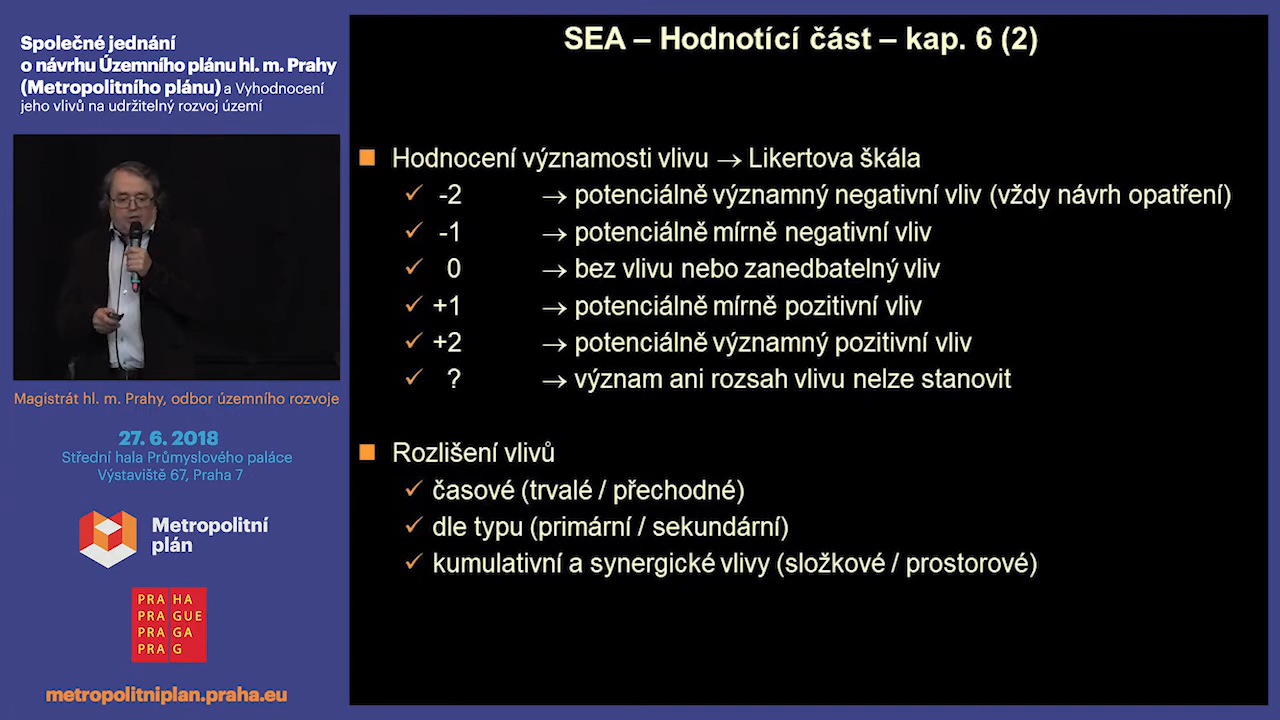 Společné jednání
o návrhu Územního plánu hl. m. Prahy
(Metropolitního plánu) a Vyhodnocení
jeho vlivů na udržitelný rozvoj území
Magistrát hl. m. Prahy, odbor územního rozvoje
27. 6. 2018
Střední hala Průmyslového paláce
Výstaviště 67, Praha 7
Metropolitní
plán
PRA HA
PRA GUE
PRA GA
PRA G
metropolitniplan.praha.eu
SEA – Hodnotící část – kap. 6 (2)
Hodnocení významosti vlivu → Likertova škála
-2 → potenciálně významný negativní vliv (vždy návrh opatření)
-1 → potenciálně mírně negativní vliv
0 → bez vlivu nebo zanedbatelný vliv
+1 → potenciálně mírně pozitivní vliv
+2 → potenciálně významný pozitivní vliv
? → význam ani rozsah vlivu nelze stanovit
Rozlišení vlivů
časové (trvalé / přechodné)
dle typu (primární / sekundární)
kumulativní a synergické vlivy (složkové / prostorové)